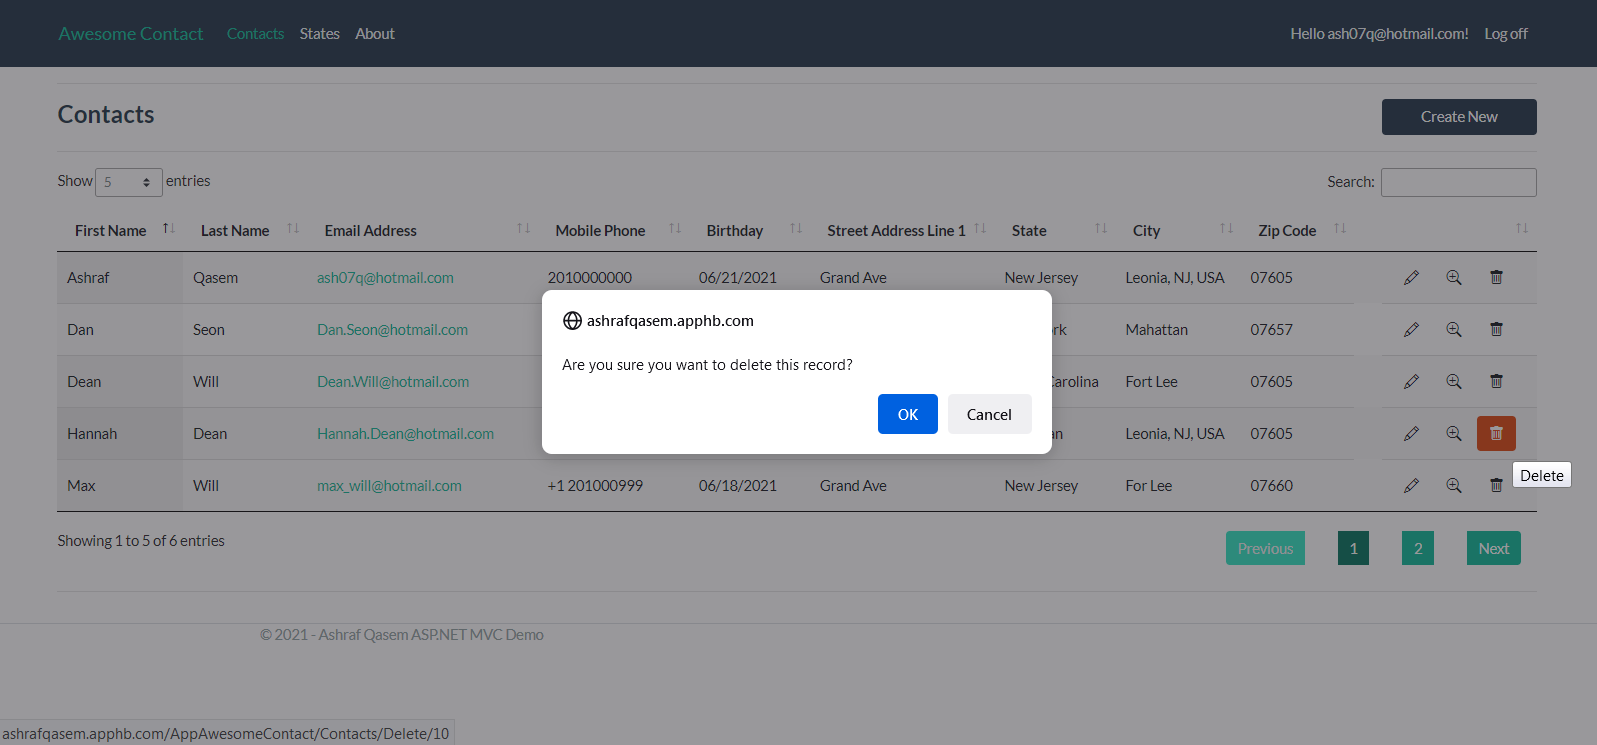 Awesome Contact Contacts States About Hello ash07q@hotmail.com! Log off
Contacts Create New
Show 5 entries Search:
First Name Last Name Email Address Mobile Phone Birthday Street Address Line 1 State City Zip Code
Ashraf Qasem ash07q@hotmail.com 2010000000 06/21/2021 Grand Ave New Jersey Leonia, NJ, USA 07605
Dan Seon Dan.Seon@hotmail.com rk Mahattan 07657
Dean Will Dean.Will@hotmail.com Carolina Fort Lee 07605
Hannah Dean Hannah.Dean@hotmail.com an Leonia, NJ, USA 07605
Max Will max_will@hotmail.com +1 201000999 06/18/2021 Grand Ave New Jersey For Lee 07660
ashrafqasem.apphb.com
Are you sure you want to delete this record?
OK Cancel
Delete
Showing 1 to 5 of 6 entries Previous 1 2 Next
© 2021 - Ashraf Qasem ASP.NET MVC Demo
ashrafqasem.apphb.com/AppAwesomeContact/Contacts/Delete/10